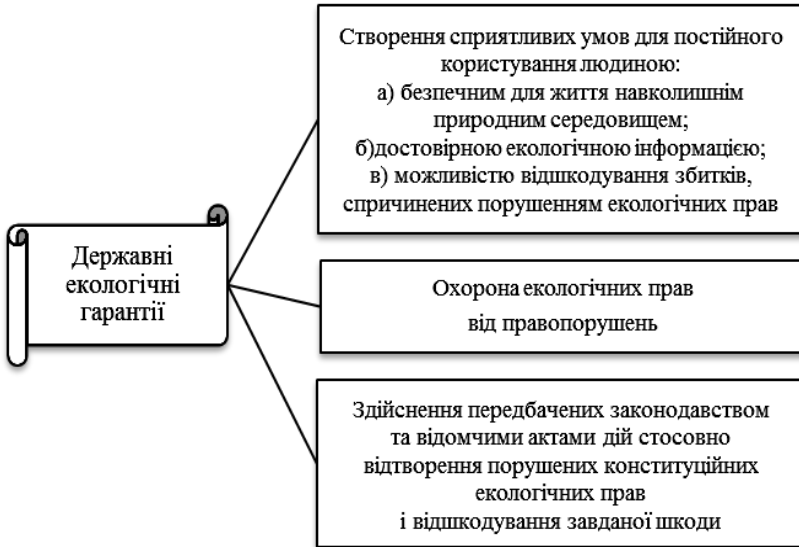 Створення сприятливих умов для постійного
користування людиною:
а) безпечним для життя навколишнім
природним середовищем;
б)достовірною екологічною інформацією;
в) можливістю відшкодування збитків,
спричинених порушенням екологічних прав
Державні
екологічні
гарантії
Охорона екологічних прав
від правопорушень
Здійснення передбачених законодавством
та відомчими актами дій стосовно
відтворення порушених конституційних
екологічних прав
і відшкодування завданої шкоди